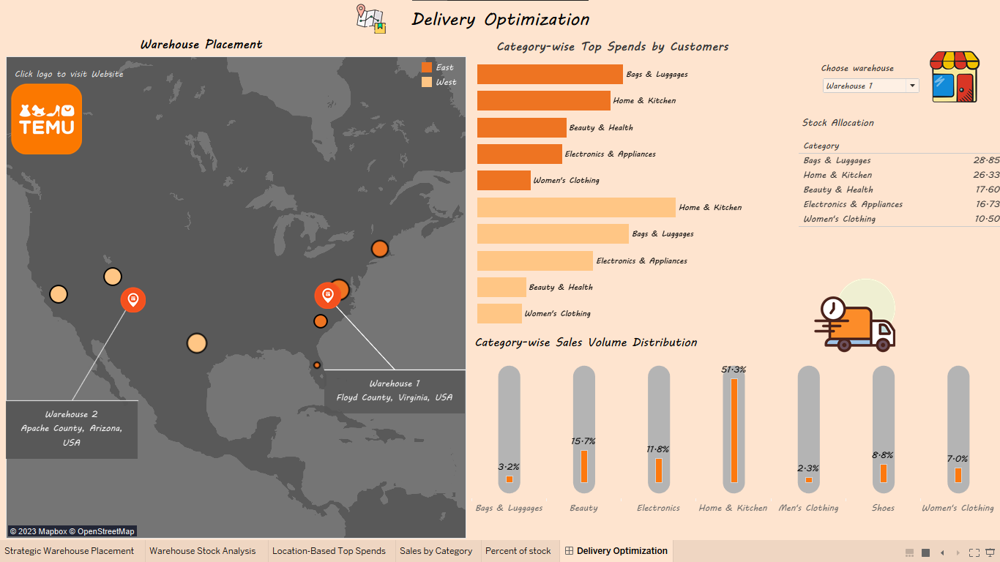 Delivery Optimization
Warehouse Placement
Click logo to visit Website
TEMU
East
West
Warehouse 1
Floyd County, Virginia, USA
Warehouse 2
Apache County, Arizona,
USA
© 2023 Mapbox © OpenStreetMap
Category-wise Top Spends by Customers
Bags & Luggages
Home & Kitchen
Beauty & Health
Electronics & Appliances
Women's Clothing
Home & Kitchen
Bags & Luggages
Electronics & Appliances
Beauty & Health
Women's Clothing
Choose warehouse
Warehouse 1
Stock Allocation
Category
Bags & Luggages 28.85
Home & Kitchen 26.33
Beauty & Health 17.60
Electronics & Appliances 16.73
Women's Clothing 10.50
Category-wise Sales Volume Distribution
3.2% 15.7% 11.8% 51.3% 2.3% 8.8% 7.0%
Bags & Luggages Beauty Electronics Home & Kitchen Men's Clothing Shoes Women's Clothing
Strategic Warehouse Placement Warehouse Stock Analysis Location-Based Top Spends Sales by Category Percent of stock Delivery Optimization